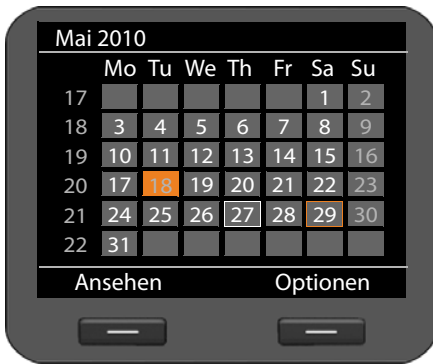 Mai 2010
Mo Tu We Th Fr Sa Su
17 1 2
18 3 4 5 6 7 8 9
19 10 11 12 13 14 15 16
20 17 18 19 20 21 22 23
21 24 25 26 27 28 29 30
22 31
Ansehen Optionen